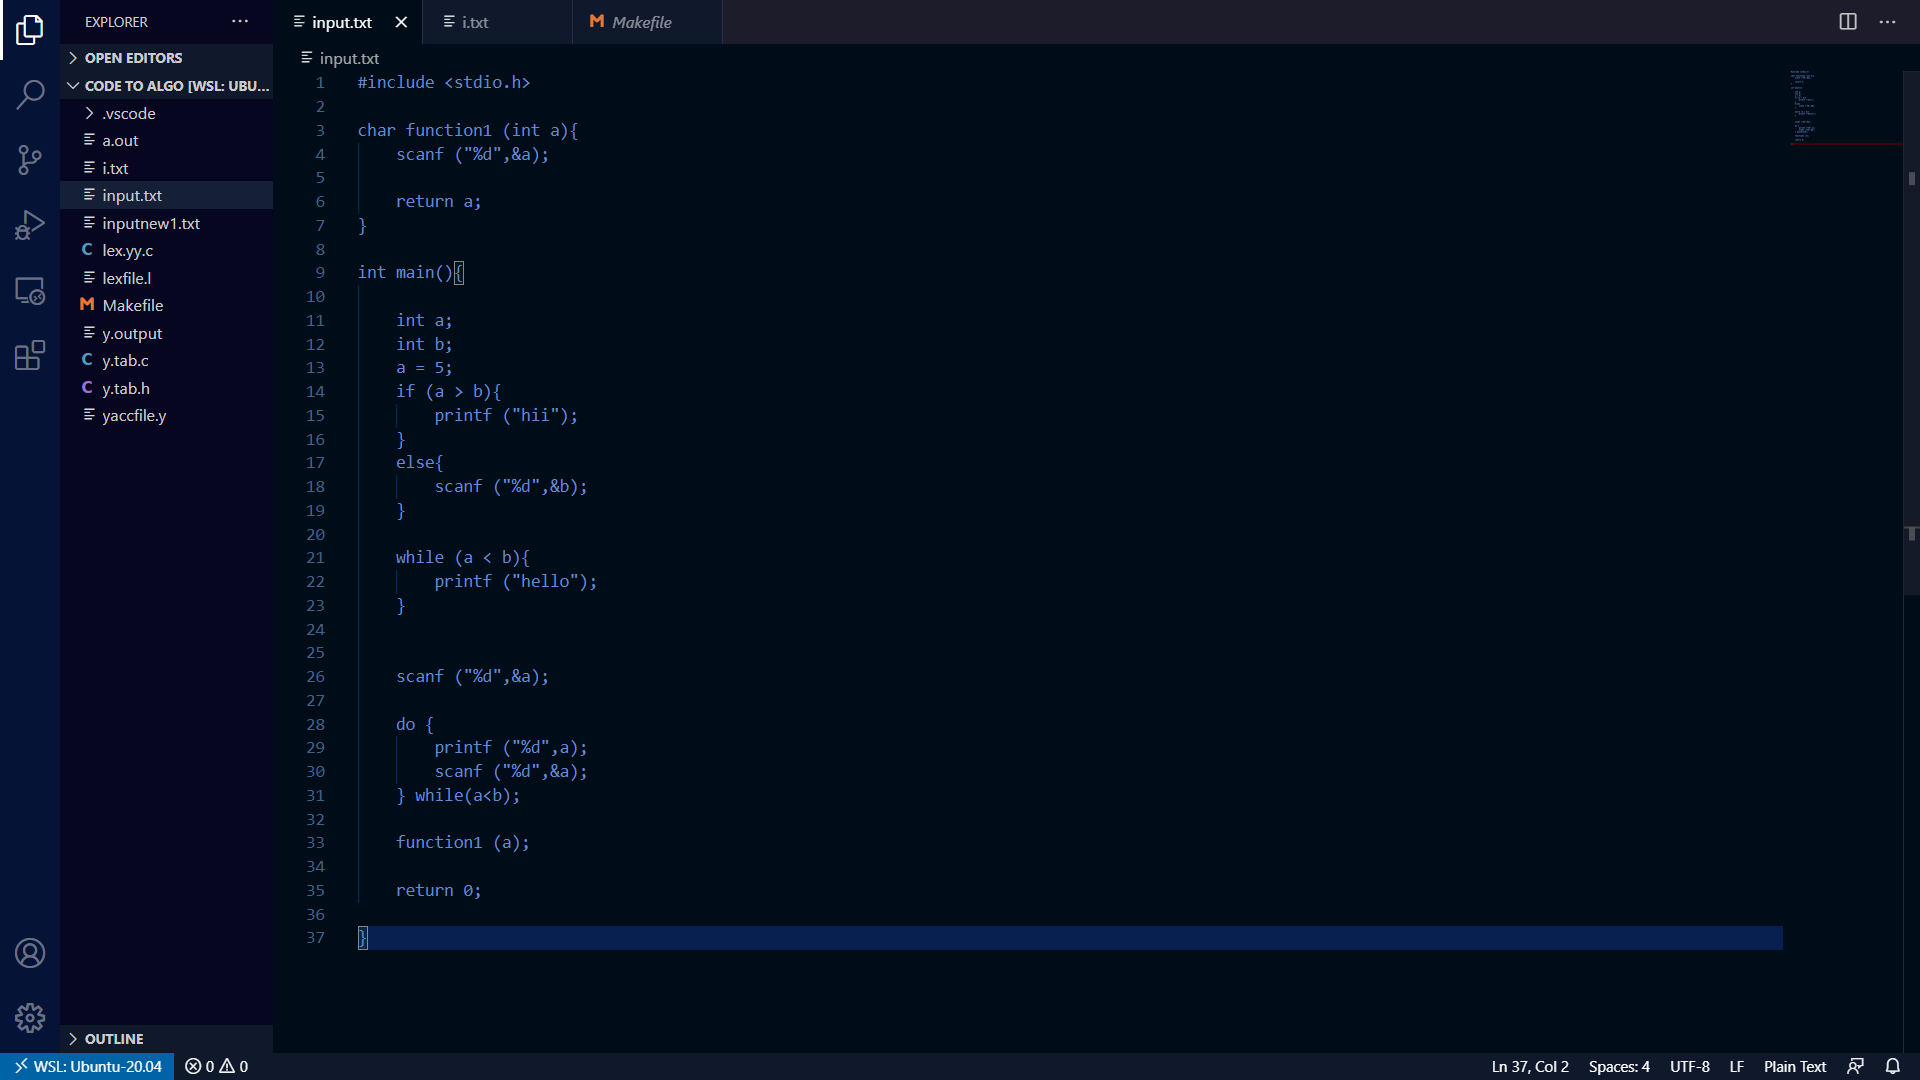 EXPLORER
OPEN EDITORS
CODE TO ALGO [WSL: UBU...
.vscode
a.out
i.txt
input.txt
inputnew1.txt
C lex.yy.c
lexfile.l
M Makefile
y.output
C y.tab.c
C y.tab.h
yaccfile.y
OUTLINE
input.txt
i.txt
M Makefile
input.txt
1 #include <stdio.h>
2
3 char function1 (int a){
4     scanf ("%d",&a);
5
6     return a;
7 }
8
9 int main(){
10
11     int a;
12     int b;
13     a = 5;
14     if (a > b){
15         printf ("hii");
16     }
17     else{
18         scanf ("%d",&b);
19     }
20
21     while (a < b){
22         printf ("hello");
23     }
24
25
26     scanf ("%d",&a);
27
28     do {
29         printf ("%d",a);
30         scanf ("%d",&a);
31     } while(a<b);
32
33     function1 (a);
34
35     return 0;
36
37 }
WSL: Ubuntu-20.04 0 0 Ln 37, Col 2 Spaces: 4 UTF-8 LF Plain Text